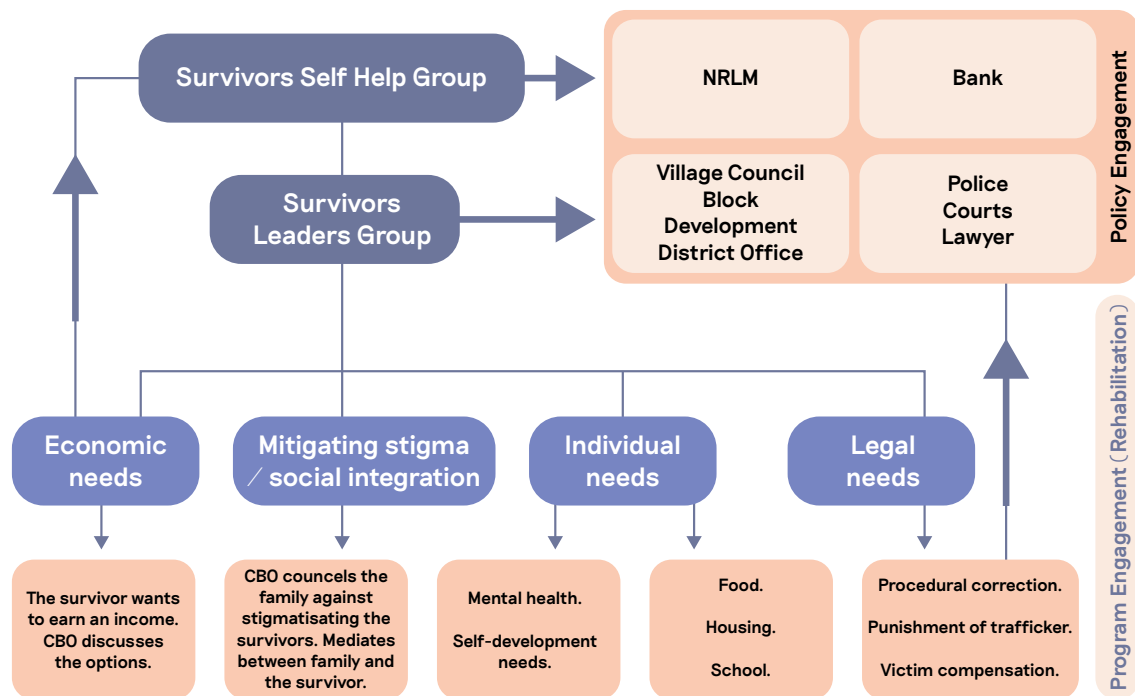 Survivors Self Help Group
NRLM
Bank
Policy Engagement
Survivors
Leaders Group
Village Council
Block
Development
District Office
Police
Courts
Lawyer
Program Engagement (Rehabilitation)
Economic
needs
Mitigating stigma
/ social integration
Individual
needs
Legal
needs
The survivor wants
to earn an income.
CBO discusses
the options.
CBO councels the
family against
stigmatising the
survivors. Mediates
between family and
the survivor.
Mental health.
Self-development
needs.
Food.
Housing.
School.
Procedural correction.
Punishment of trafficker.
Victim compensation.